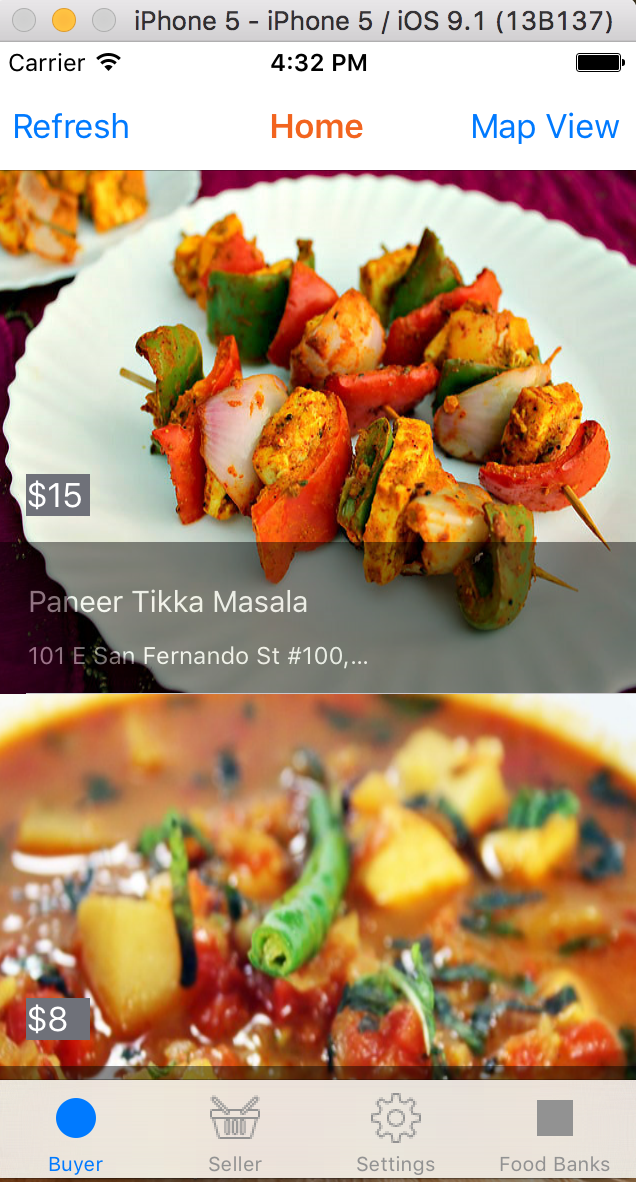 iPhone 5 - iPhone 5 / iOS 9.1 (13B137)
Carrier 4:32 PM
Refresh Home Map View
$15
Paneer Tikka Masala
101 E San Fernando St #100,...
$8
Buyer Seller Settings Food Banks